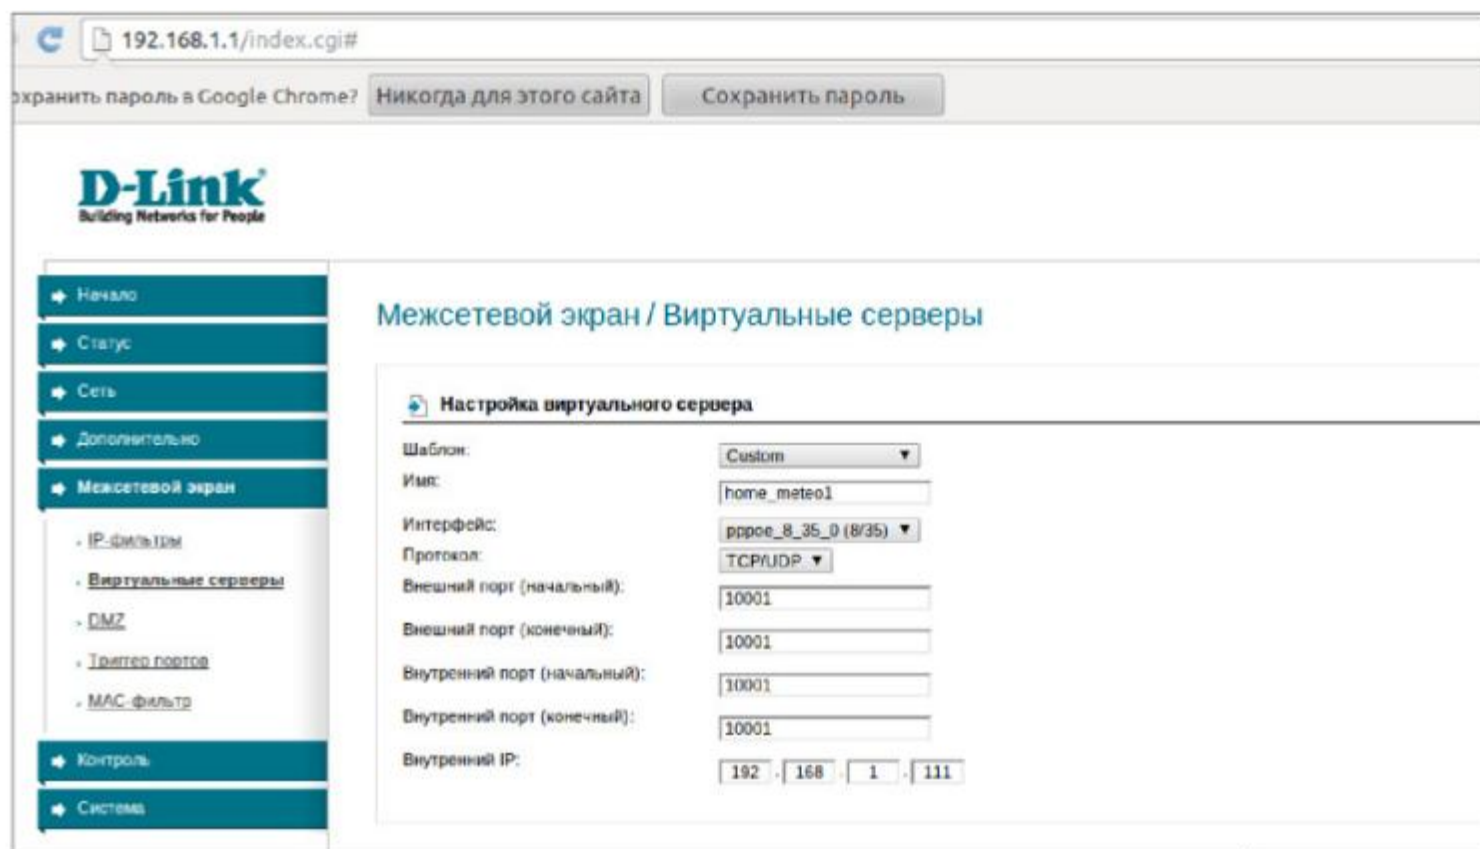 192.168.1.1/index.cgi#
охранить пароль в Google Chrome? Никогда для этого сайта Сохранить пароль
D-Link
Building Networks for People
Начало
Статус
Сеть
Дополнительно
Межсетевой экран
IP-фильтры
Виртуальные серверы
DMZ
Триггер портов
MAC-фильтр
Контроль
Система
Межсетевой экран / Виртуальные серверы
Настройка виртуального сервера
Шаблон: Custom
Имя: home_meteo1
Интерфейс: pppoe_8_35_0 (8/35)
Протокол: TCP/UDP
Внешний порт (начальный): 10001
Внешний порт (конечный): 10001
Внутренний порт (начальный): 10001
Внутренний порт (конечный): 10001
Внутренний IP: 192 . 168 . 1 . 111